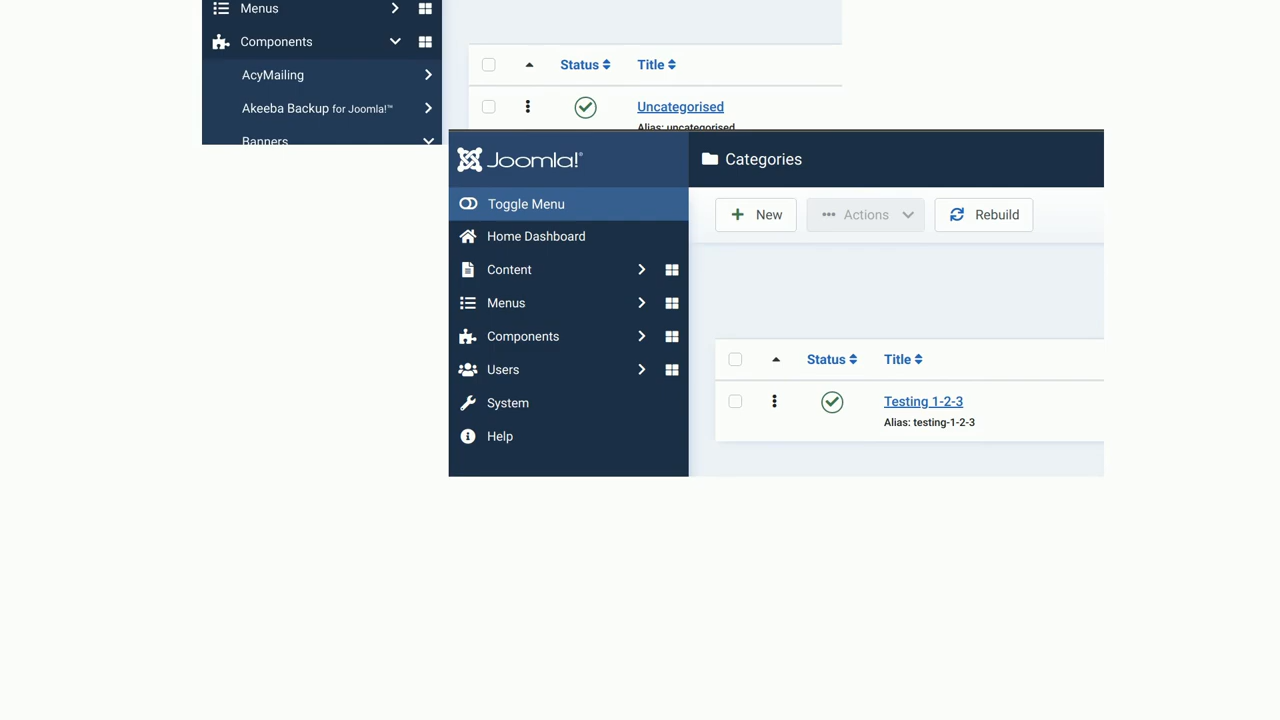 Menus
Components
AcyMailing
Akeeba Backup for Joomla!™
Banners
Status Title
Uncategorised
Alias: uncategorised
Joomla!®
Categories
Toggle Menu
Home Dashboard
Content
Menus
Components
Users
System
Help
New Actions Rebuild
Status Title
Testing 1-2-3
Alias: testing-1-2-3